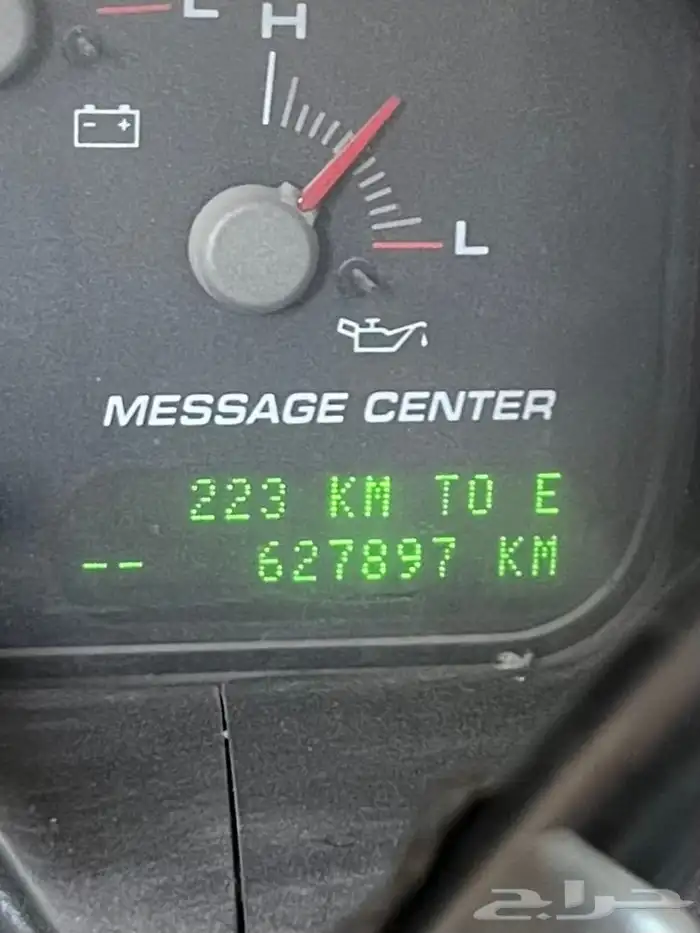 L
H
L
MESSAGE CENTER
223 KM TO E
-- 627897 KM
حراج